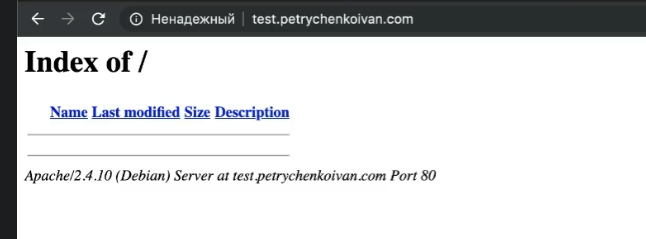 Ненадежный | test.petrychenkoivan.com
Index of /
Name Last modified Size Description
Apache/2.4.10 (Debian) Server at test.petrychenkoivan.com Port 80